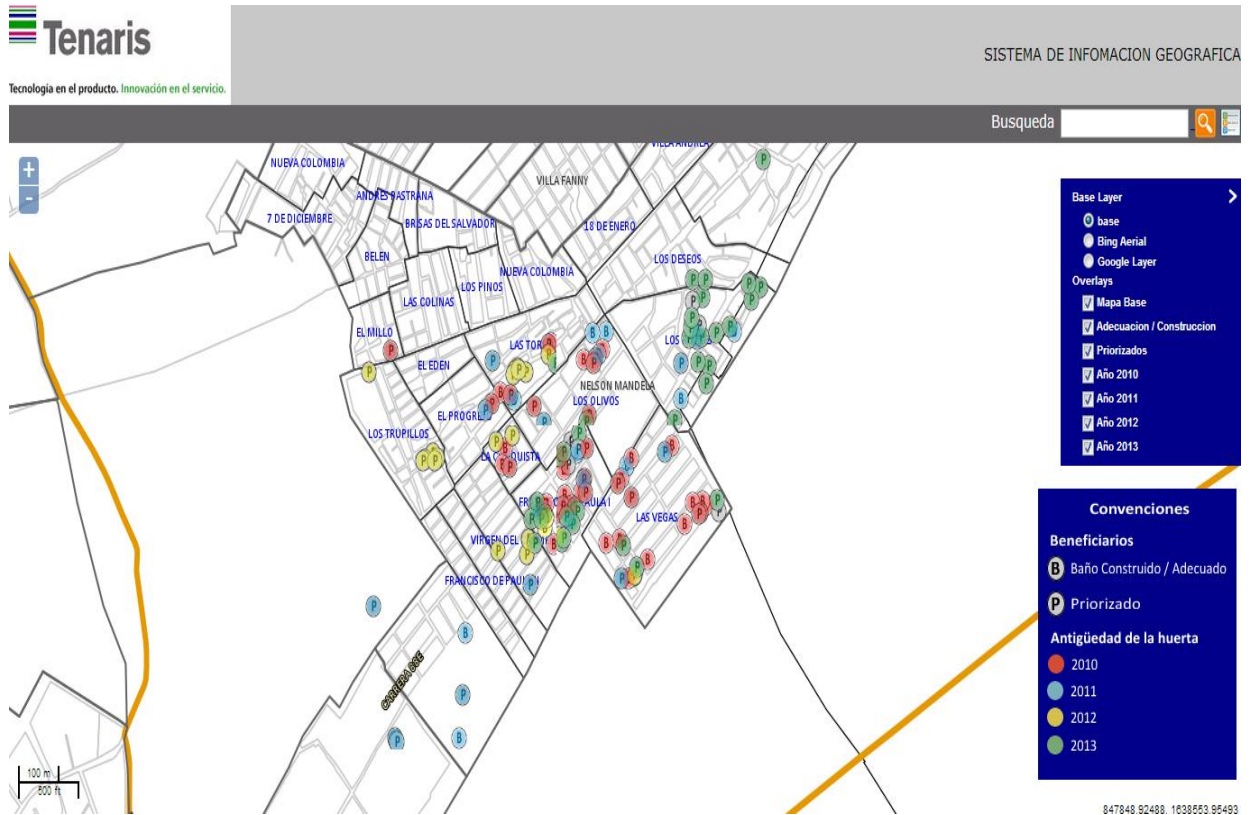 Tenaris
Tecnología en el producto. Innovación en el servicio.
SISTEMA DE INFOMACION GEOGRAFICA
Busqueda
+
-
NUEVA COLOMBIA
ANDRES PASTRANA
7 DE DICIEMBRE
BRISAS DEL SALVADOR
BELEN
VILLA FANNY
VILLA ANDREA
18 DE ENERO
NUEVA COLOMBIA
LOS DESEOS
LOS PINOS
LAS COLINAS
EL MILLO
LAS TOR
EL EDEN
NELSON MANDELA
LOS OLIVOS
EL PROGRE
LOS TRUPILLOS
LAS VEGAS
VIRGEN DEL
FRANCISCO DE PAUL
CARRERA 8SE
Base Layer
base
Bing Aerial
Google Layer
Overlays
Mapa Base
Adecuacion / Construccion
Priorizados
Año 2010
Año 2011
Año 2012
Año 2013
Convenciones
Beneficiarios
B Baño Construido / Adecuado
P Priorizado
Antigüedad de la huerta
2010
2011
2012
2013
100 m
500 ft
847848.92488, 1638553.95493